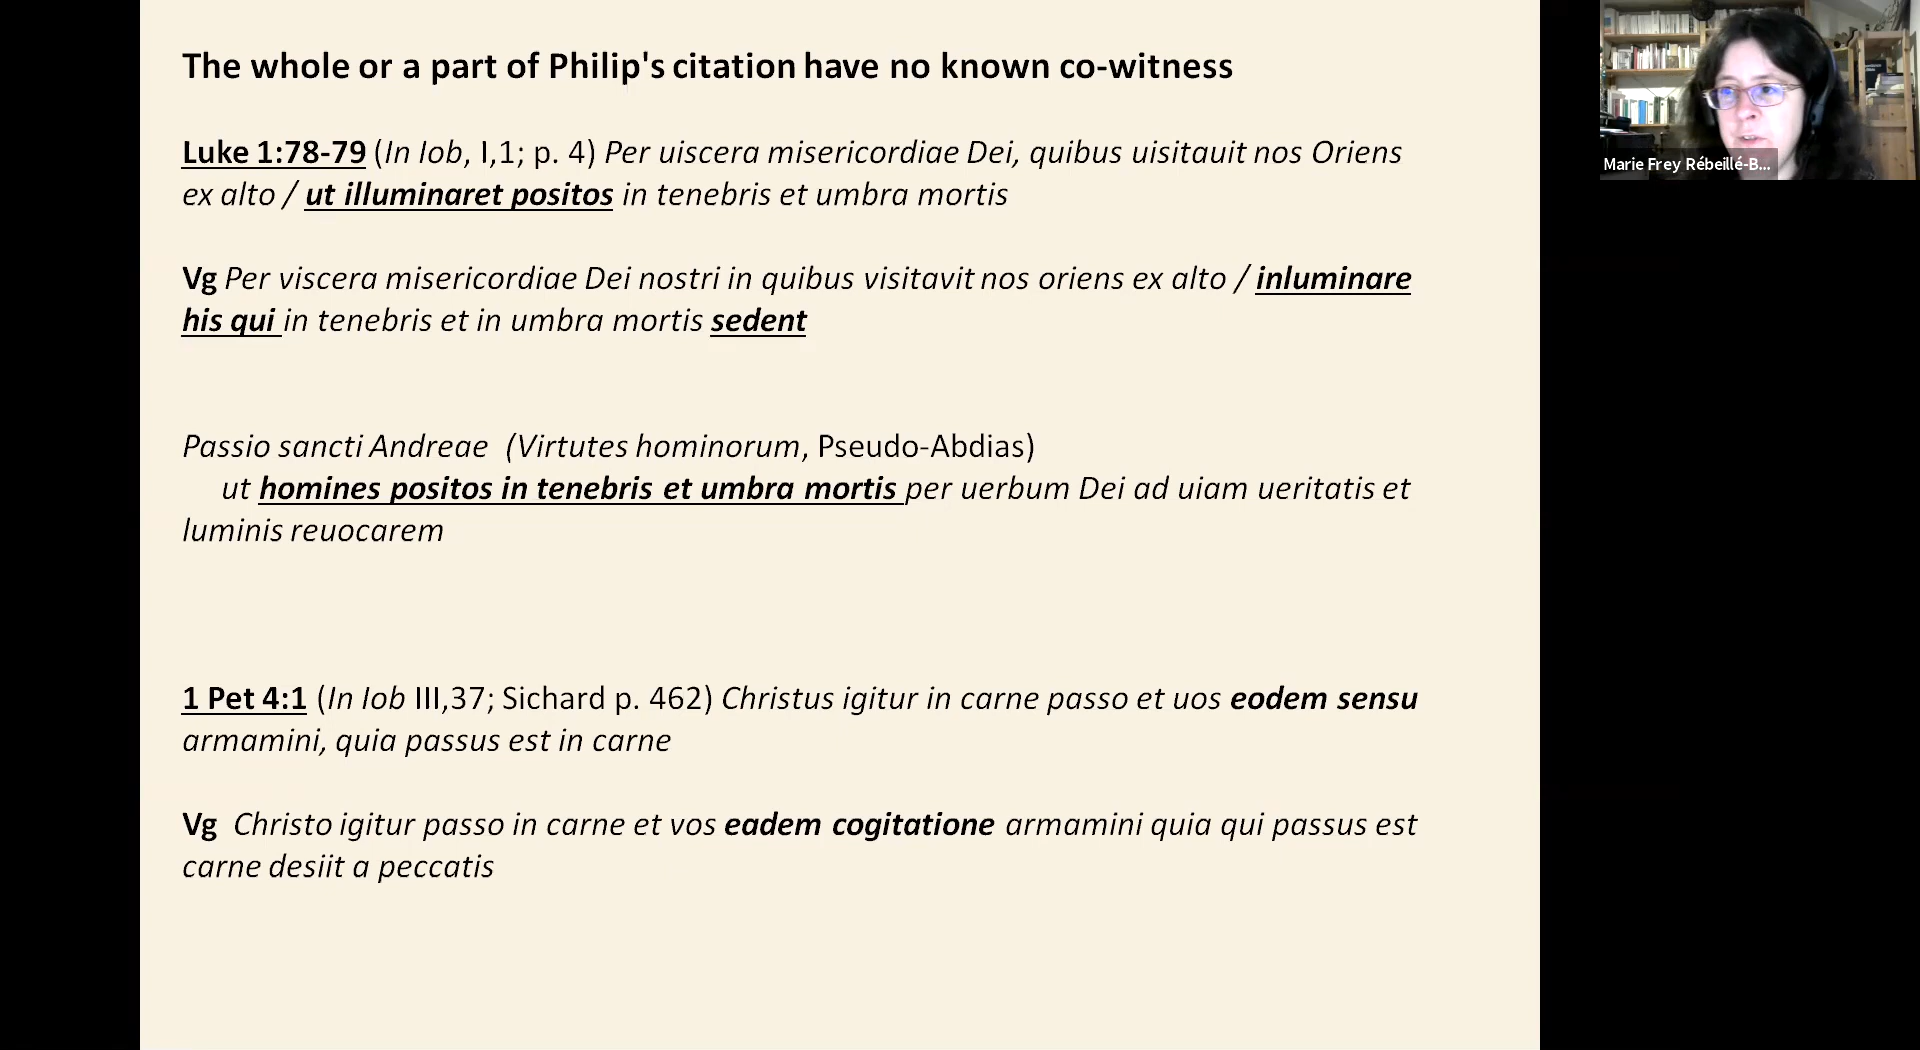 The whole or a part of Philip's citation have no known co-witness
Luke 1:78-79 (In Iob, I,1; p. 4) Per uiscera misericordiae Dei, quibus uisitauit nos Oriens
ex alto / ut illuminaret positos in tenebris et umbra mortis
Vg Per viscera misericordiae Dei nostri in quibus visitavit nos oriens ex alto / inluminare
his qui in tenebris et in umbra mortis sedent
Passio sancti Andreae (Virtutes hominorum, Pseudo-Abdias)
ut homines positos in tenebris et umbra mortis per uerbum Dei ad uiam ueritatis et
luminis reuocarem
1 Pet 4:1 (In Iob III,37; Sichard p. 462) Christus igitur in carne passo et uos eodem sensu
armamini, quia passus est in carne
Vg Christo igitur passo in carne et vos eadem cogitatione armamini quia qui passus est
carne desiit a peccatis
Marie Frey Rébeillé-B...